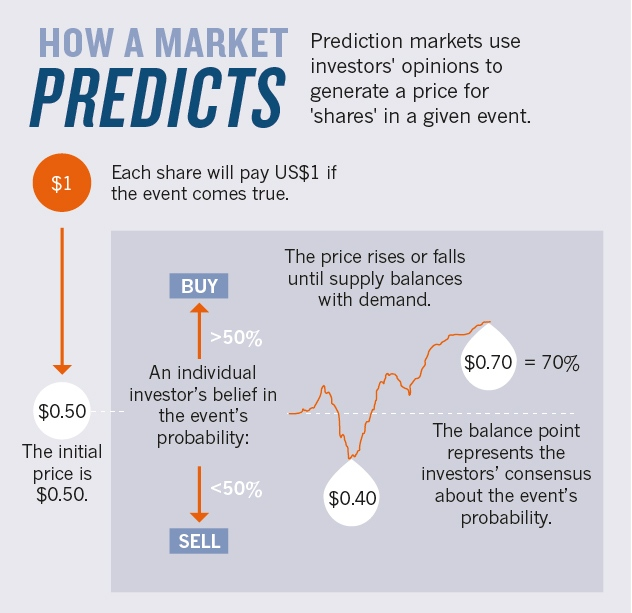 HOW A MARKET
PREDICTS
Prediction markets use
investors' opinions to
generate a price for
'shares' in a given event.
$1
Each share will pay US$1 if
the event comes true.
$0.50
The initial
price is
$0.50.
BUY
>50%
An individual
investor’s belief in
the event’s
probability:
<50%
SELL
The price rises or falls
until supply balances
with demand.
$0.70 = 70%
$0.40
The balance point
represents the
investors’ consensus
about the event’s
probability.